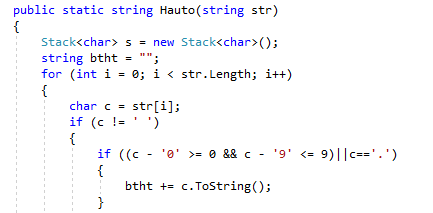 public static string Hauto(string str)
{
Stack<char> s = new Stack<char>();
string btht = "";
for (int i = 0; i < str.Length; i++)
{
char c = str[i];
if (c != ' ')
{
if ((c - '0' >= 0 && c - '9' <= 9)||c=='.')
{
btht += c.ToString();
}